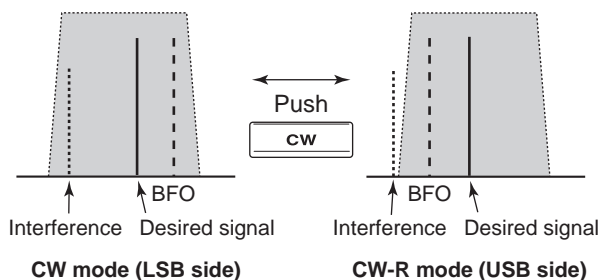 Push
CW
BFO
BFO
Interference
Desired signal
Interference
Desired signal
CW mode (LSB side)
CW-R mode (USB side)